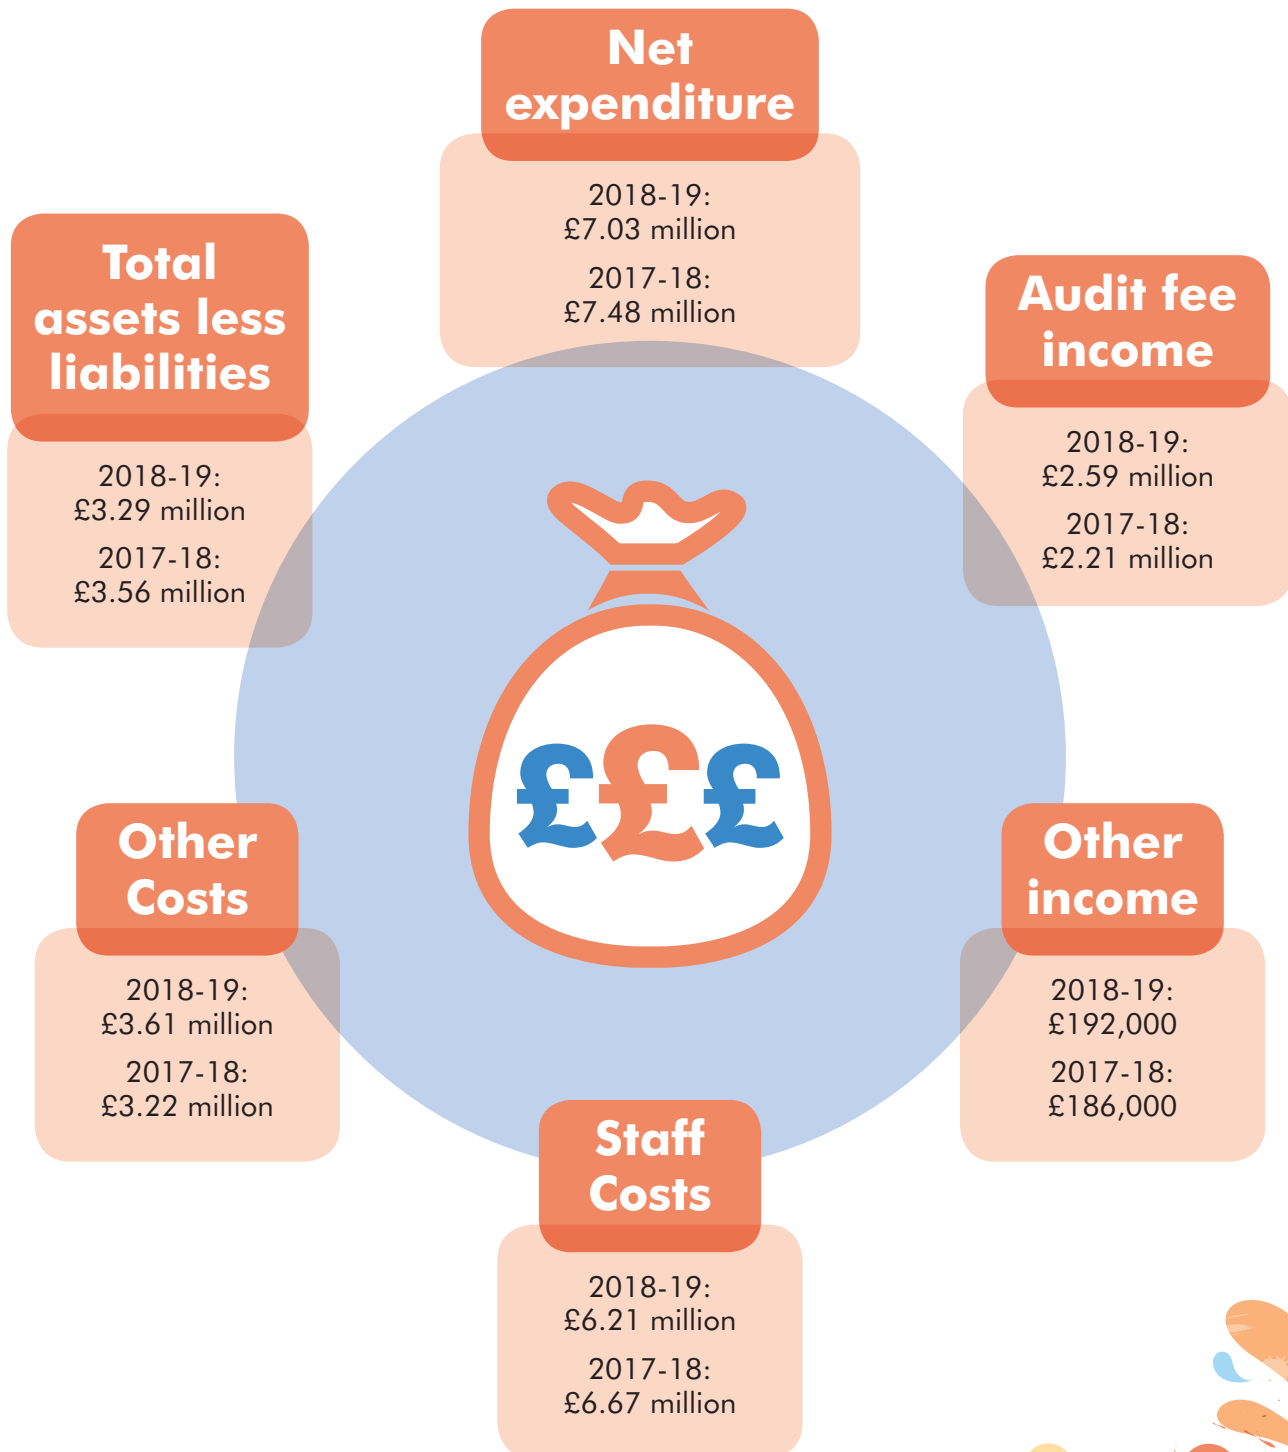 Net
expenditure
2018-19:
£7.03 million
2017-18:
£7.48 million
Total
assets less
liabilities
2018-19:
£3.29 million
2017-18:
£3.56 million
Audit fee
income
2018-19:
£2.59 million
2017-18:
£2.21 million
£££
Other
Costs
2018-19:
£3.61 million
2017-18:
£3.22 million
Other
income
2018-19:
£192,000
2017-18:
£186,000
Staff
Costs
2018-19:
£6.21 million
2017-18:
£6.67 million